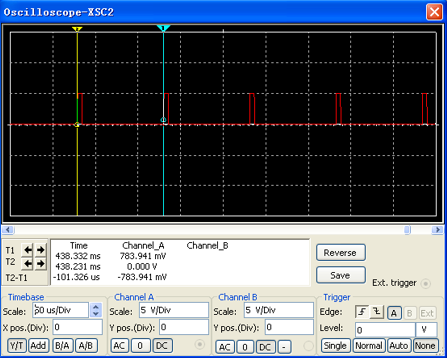 Oscilloscope-XSC2
1
2
T1
T2
T2-T1
Time Channel_A Channel_B
438.332 ms 783.941 mV
438.231 ms 0.000 V
-101.326 us -783.941 mV
Reverse
Save
Ext. trigger
Timebase
Scale: 50 us/Div
X pos.(Div): 0
Y/T Add B/A A/B
Channel A
Scale: 5 V/Div
Y pos.(Div): 0
AC 0 DC
Channel B
Scale: 5 V/Div
Y pos.(Div): 0
AC 0 DC -
Trigger
Edge: A B Ext
Level: 0 V
Single Normal Auto None